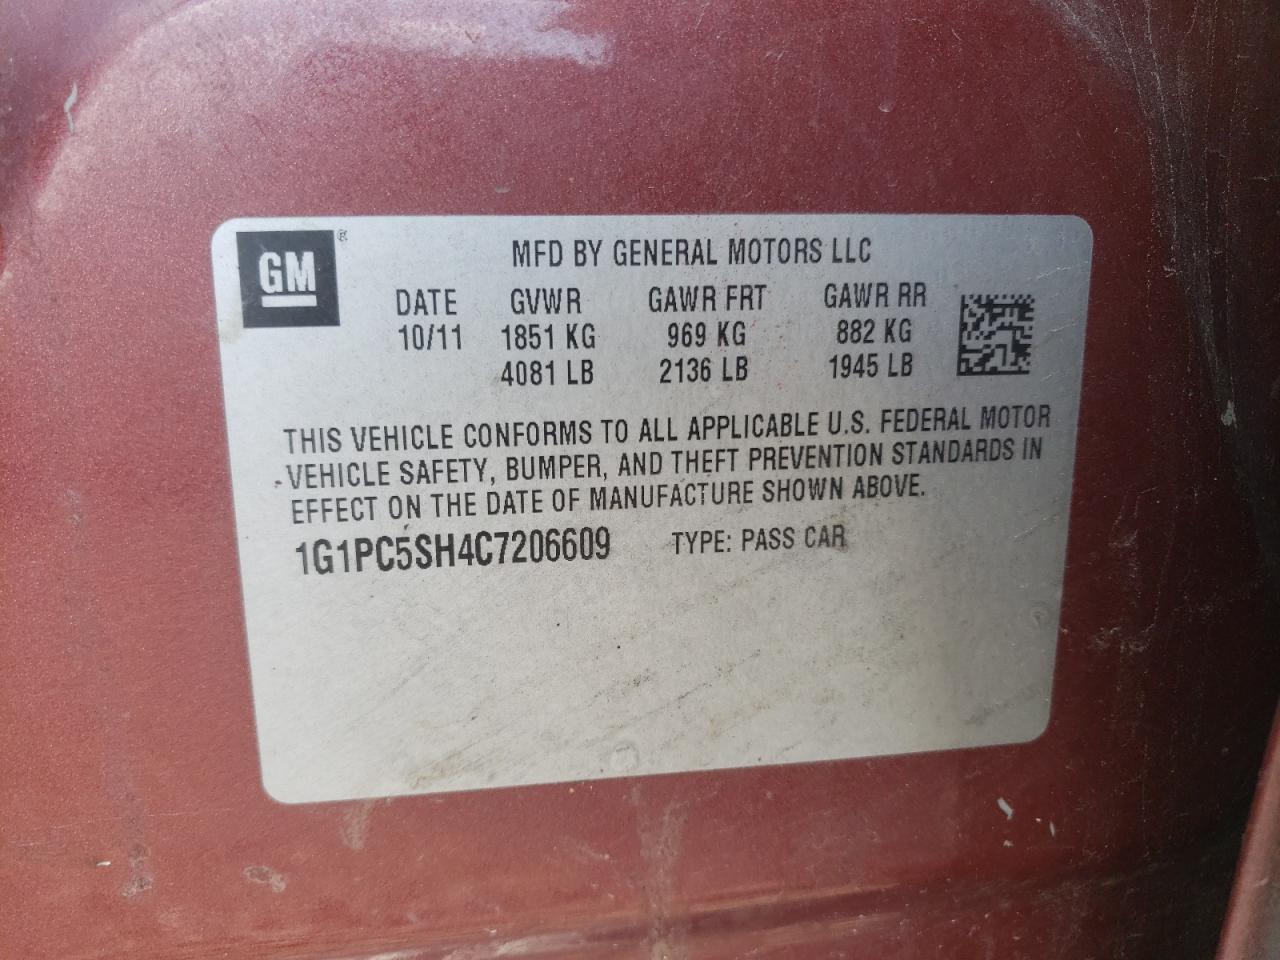 GM®
MFD BY GENERAL MOTORS LLC
DATE GVWR GAWR FRT GAWR RR
10/11 1851 KG 969 KG 882 KG
4081 LB 2136 LB 1945 LB
THIS VEHICLE CONFORMS TO ALL APPLICABLE U.S. FEDERAL MOTOR
VEHICLE SAFETY, BUMPER, AND THEFT PREVENTION STANDARDS IN
EFFECT ON THE DATE OF MANUFACTURE SHOWN ABOVE.
1G1PC5SH4C7206609 TYPE: PASS CAR